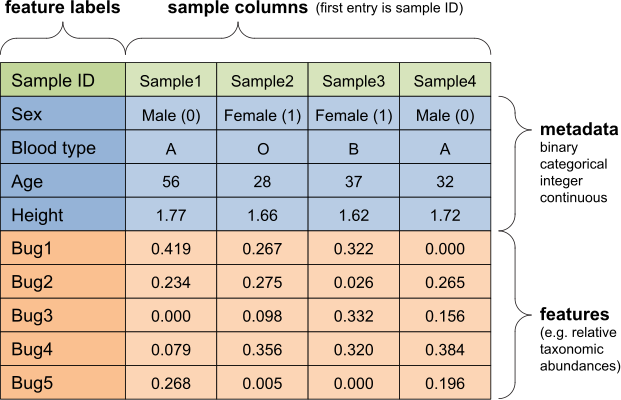 feature labels sample columns (first entry is sample ID)
Sample ID Sample1 Sample2 Sample3 Sample4
Sex Male (0) Female (1) Female (1) Male (0)
Blood type A O B A
Age 56 28 37 32
Height 1.77 1.66 1.62 1.72
Bug1 0.419 0.267 0.322 0.000
Bug2 0.234 0.275 0.026 0.265
Bug3 0.000 0.098 0.332 0.156
Bug4 0.079 0.356 0.320 0.384
Bug5 0.268 0.005 0.000 0.196
metadata
binary
categorical
integer
continuous
features
(e.g. relative
taxonomic
abundances)